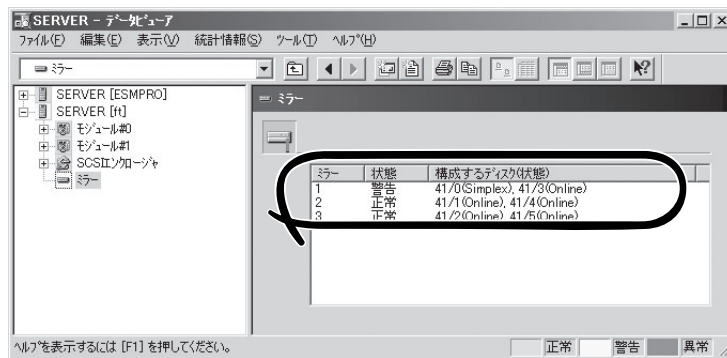 SERVER - データビューア
ファイル(F) 編集(E) 表示(V) 統計情報(S) ツール(T) ヘルプ(H)
ミラー
SERVER [ESMPRO]
SERVER [ft]
モジュール#0
モジュール#1
SCSIエンクロージャ
ミラー
ミラー
ミラー 状態 構成するディスク(状態)
1 警告 41/0(Simplex), 41/3(Online)
2 正常 41/1(Online), 41/4(Online)
3 正常 41/2(Online), 41/5(Online)
ヘルプを表示するには [F1] を押してください。
正常 警告 異常